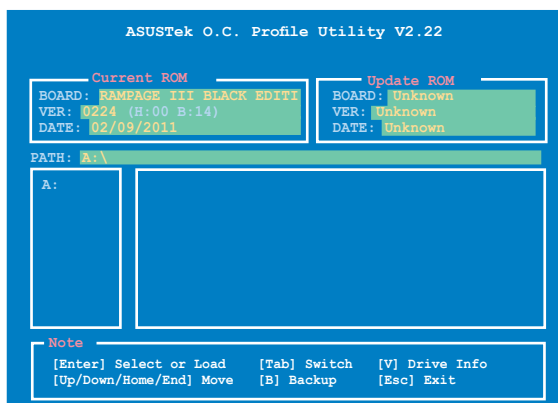 ASUSTek O.C. Profile Utility V2.22
Current ROM
BOARD: RAMPAGE III BLACK EDITI
VER: 0224 (H:00 B:14)
DATE: 02/09/2011
Update ROM
BOARD: Unknown
VER: Unknown
DATE: Unknown
PATH: A:\
A:
Note
[Enter] Select or Load [Tab] Switch [V] Drive Info
[Up/Down/Home/End] Move [B] Backup [Esc] Exit